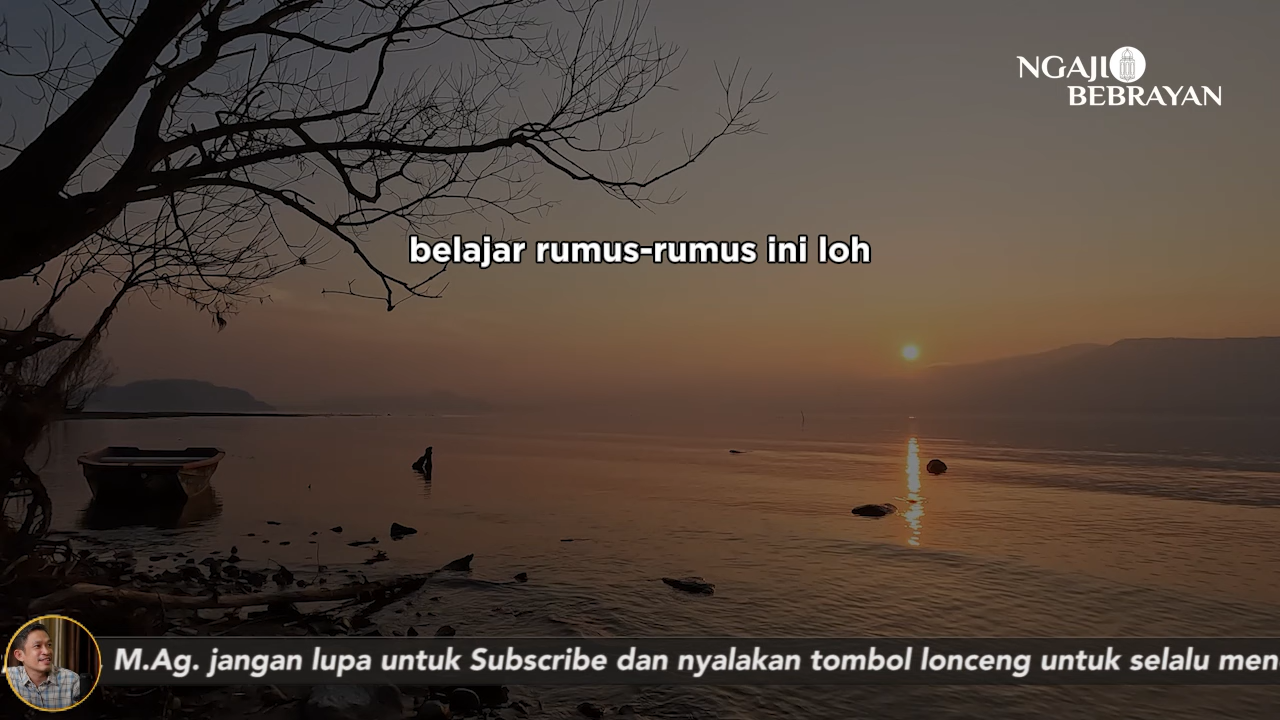 NGAJI
BEBRAYAN
belajar rumus-rumus ini loh
M.Ag. jangan lupa untuk Subscribe dan nyalakan tombol lonceng untuk selalu men